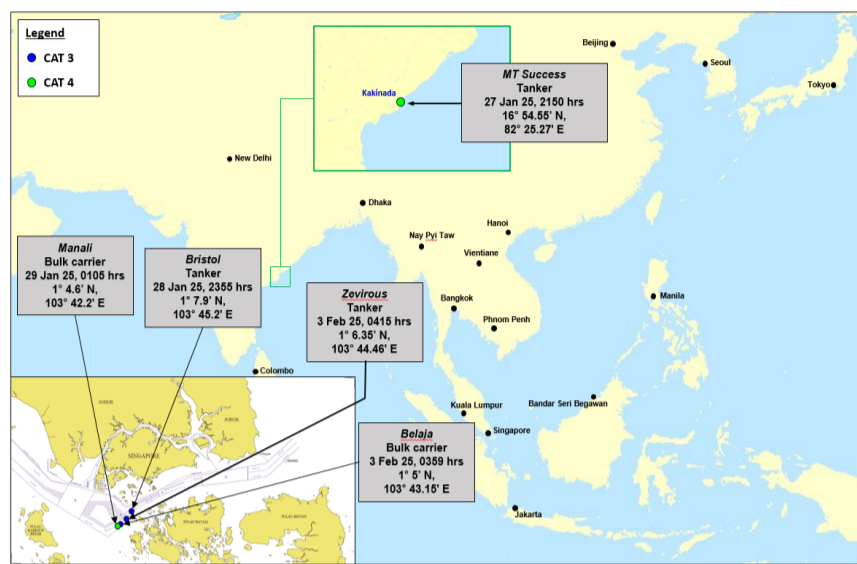 Legend
CAT 3
CAT 4
Kakinada
MT Success
Tanker
27 Jan 25, 2150 hrs
16° 54.55' N,
82° 25.27' E
Beijing
Seoul
Tokyo
New Delhi
Dhaka
Hanoi
Nay Pyi Taw
Vientiane
Manali
Bulk carrier
29 Jan 25, 0105 hrs
1° 4.6' N,
103° 42.2' E
Bristol
Tanker
28 Jan 25, 2355 hrs
1° 7.9' N,
103° 45.2' E
Zevirous
Tanker
3 Feb 25, 0415 hrs
1° 6.35' N,
103° 44.46' E
Bangkok
Manila
Phnom Penh
Colombo
Kuala Lumpur
Bandar Seri Begawan
Singapore
Belaja
Bulk carrier
3 Feb 25, 0359 hrs
1° 5' N,
103° 43.15' E
Jakarta
JOHOR
JOHOR
SINGAPORE
PULAU BATAM
PULAU BINTAN